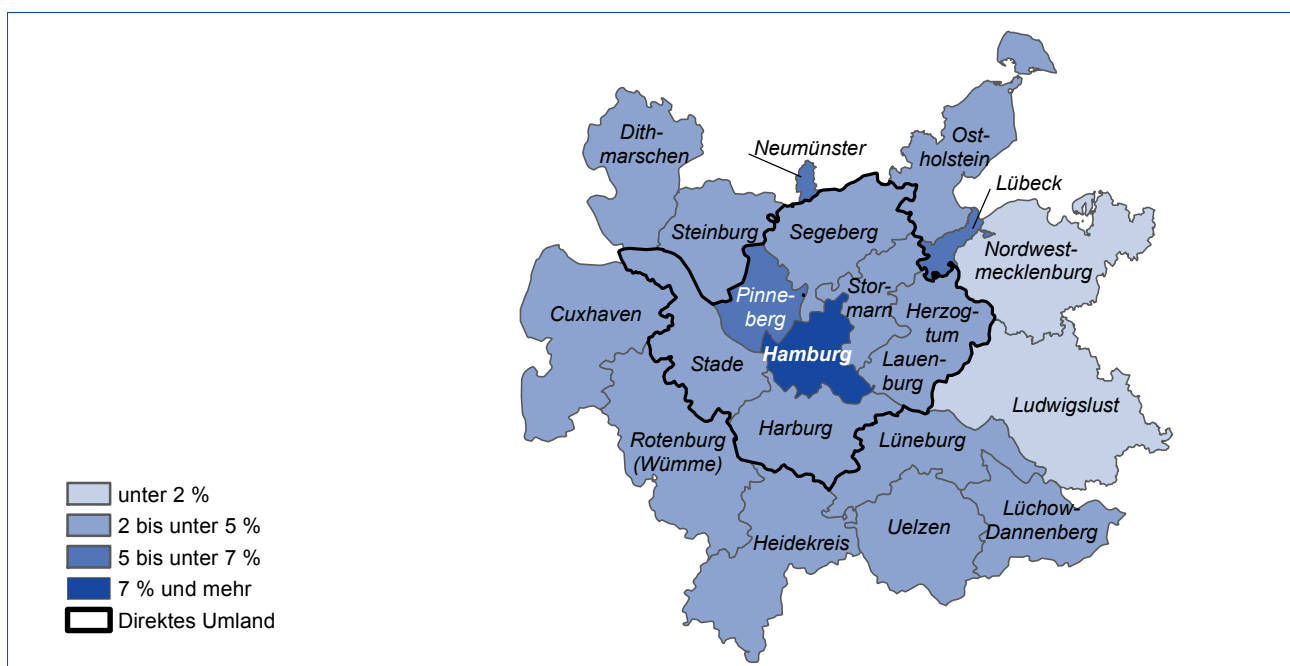 Dith-
marschen
Neumünster
Ost-
holstein
Lübeck
Steinburg
Segeberg
Nordwest-
mecklenburg
Cuxhaven
Pinne-
berg
Stor-
marn
Herzog-
tum
Lauen-
burg
Hamburg
Stade
Ludwigslust
Harburg
Lüneburg
Rotenburg
(Wümme)
Lüchow-
Dannenberg
Uelzen
Heidekreis
unter 2 %
2 bis unter 5 %
5 bis unter 7 %
7 % und mehr
Direktes Umland